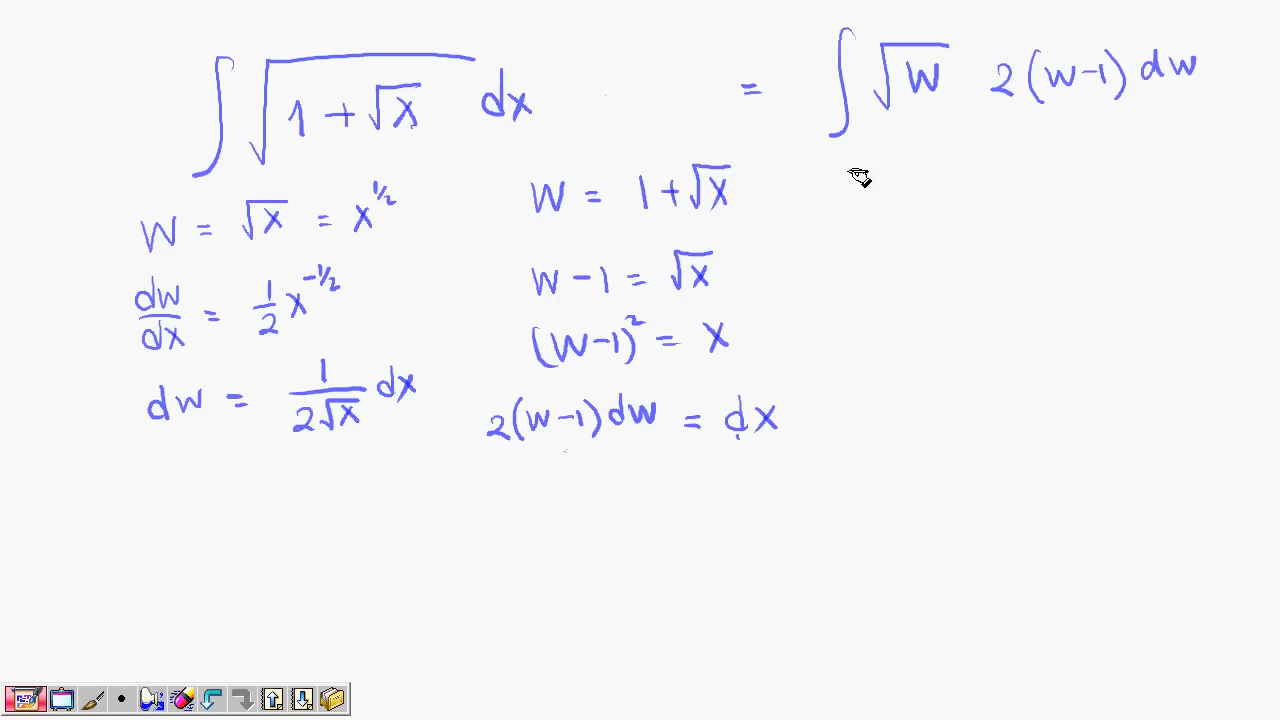 ∫ √(1 + √x) dx = ∫ √w 2(w-1) dw
w = √x = x^(1/2)
dw/dx = 1/2 x^(-1/2)
dw = 1/(2√x) dx
w = 1 + √x
w - 1 = √x
(w-1)^2 = x
2(w-1) dw = dx